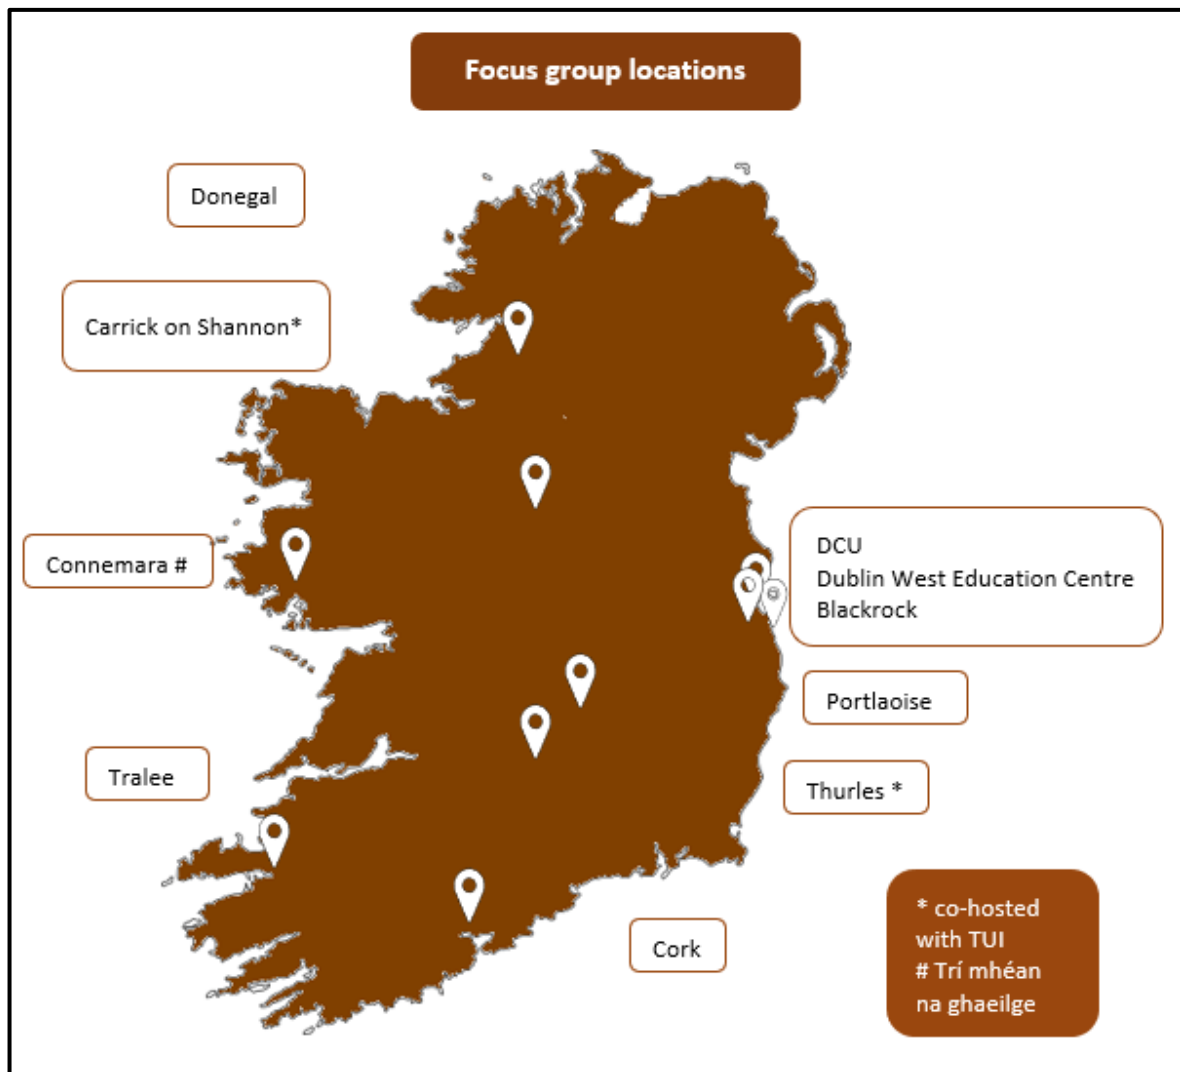 Focus group locations
Donegal
Carrick on Shannon*
Connemara #
DCU
Dublin West Education Centre
Blackrock
Portlaoise
Tralee
Thurles *
Cork
* co-hosted
with TUI
# Trí mhéan
na ghaeilge